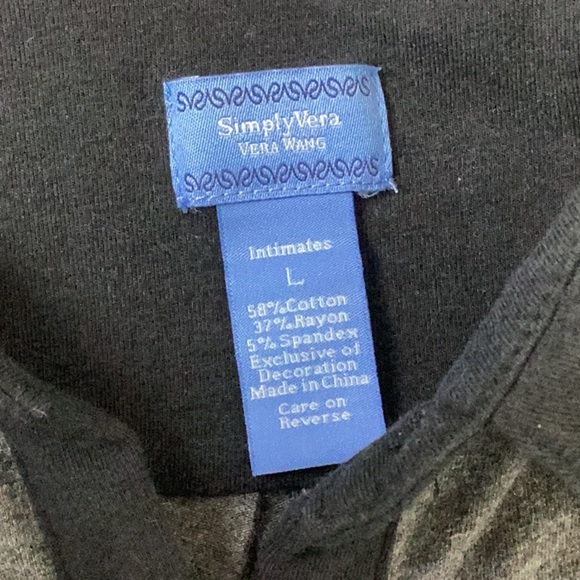 SimplyVera
VERA WANG
Intimates
L
58%Cotton
37%Rayon
5%Spandex
Exclusive of
Decoration
Made in China
Care on
Reverse